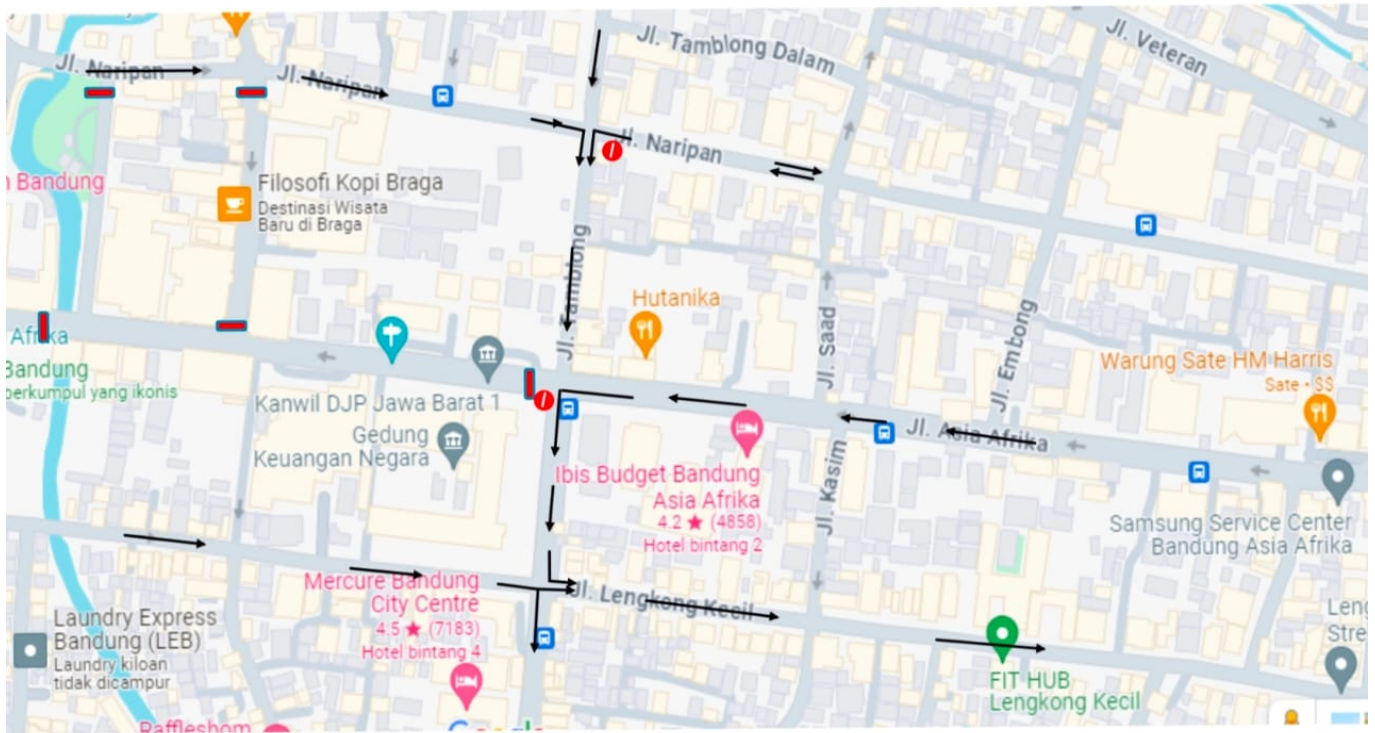 Jl. Naripan
Jl. Naripan
Jl. Tamblong Dalam
Jl. Veteran
Jl. Naripan
Bandung
Filosofi Kopi Braga
Destinasi Wisata
Baru di Braga
Jl. Tamblong
Hutanika
Jl. Saad
Jl. Embong
Afrika
Bandung
berkumpul yang ikonis
Warung Sate HM Harris
Sate • $$
Kanwil DJP Jawa Barat 1
Gedung
Keuangan Negara
Jl. Asia Afrika
Ibis Budget Bandung
Asia Afrika
4.2 ★ (4858)
Hotel bintang 2
Jl. Kasim
Samsung Service Center
Bandung Asia Afrika
Mercure Bandung
City Centre
4.5 ★ (7183)
Hotel bintang 4
Jl. Lengkong Kecil
Laundry Express
Bandung (LEB)
Laundry kiloan
tidak dicampur
FIT HUB
Lengkong Kecil